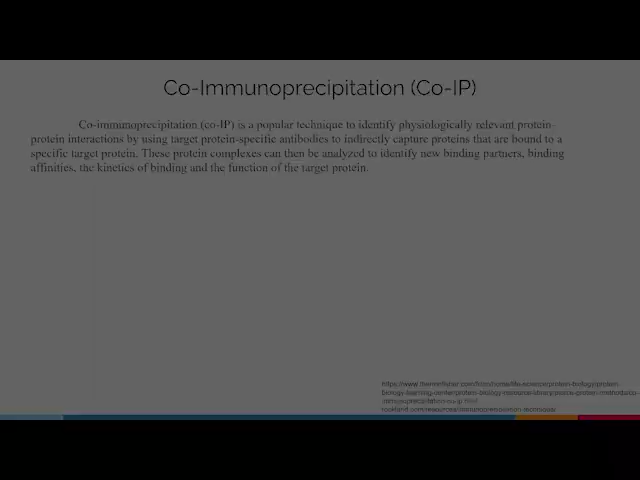 Co-Immunoprecipitation (Co-IP)
Co-immunoprecipitation (co-IP) is a popular technique to identify physiologically relevant protein-
protein interactions by using target protein-specific antibodies to indirectly capture proteins that are bound to a
specific target protein. These protein complexes can then be analyzed to identify new binding partners, binding
affinities, the kinetics of binding and the function of the target protein.